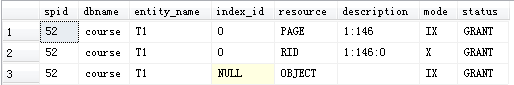 spid dbname entity_name index_id resource description mode status
1 52 course T1 0 PAGE 1:146 IX GRANT
2 52 course T1 0 RID 1:146:0 X GRANT
3 52 course T1 NULL OBJECT IX GRANT